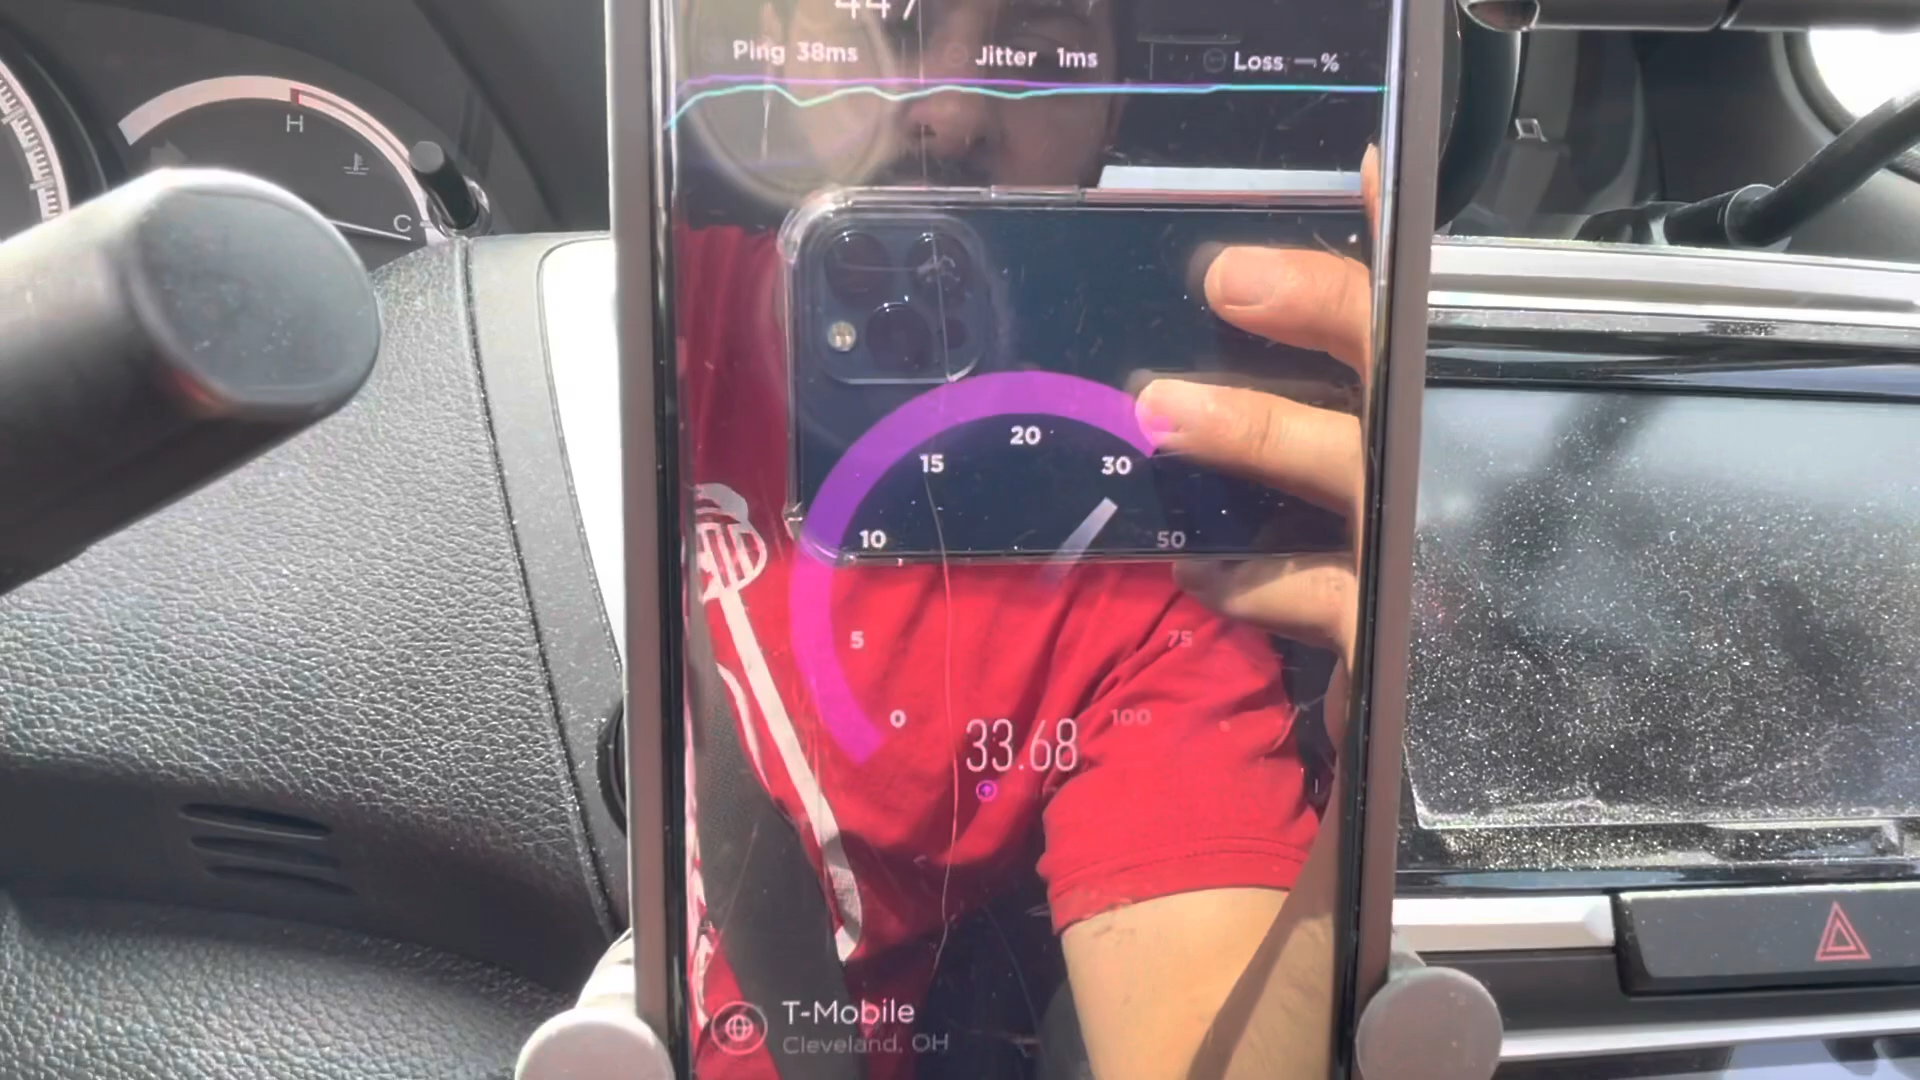 447
Ping 38ms Jitter 1ms Loss —%
H
C
20
15 30
10 50
5 75
0 100
33.68
T-Mobile
Cleveland, OH